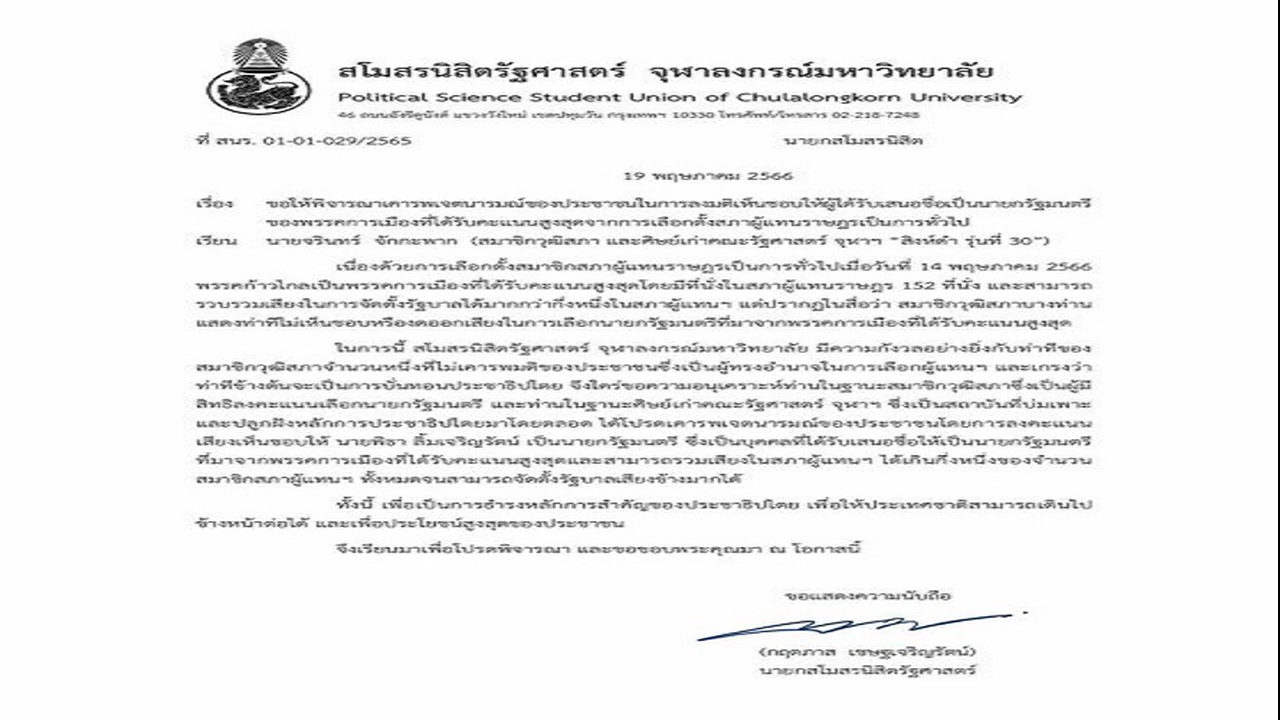 สโมสรนิสิตรัฐศาสตร์ จุฬาลงกรณ์มหาวิทยาลัย
Political Science Student Union of Chulalongkorn University
46 ถนนอังรีดูนังต์ แขวงวังใหม่ เขตปทุมวัน กรุงเทพฯ 10330 โทรศัพท์/โทรสาร 02-218-7248
ที่ สนร. 01-01-029/2565 นายกสโมสรนิสิต
19 พฤษภาคม 2566
เรื่อง ขอให้พิจารณาเคารพเจตนารมณ์ของประชาชนในการลงมติเห็นชอบให้ผู้ได้รับเสนอชื่อเป็นนายกรัฐมนตรี
ของพรรคการเมืองที่ได้รับคะแนนสูงสุดจากการเลือกตั้งสภาผู้แทนราษฎรเป็นการทั่วไป
เรียน นายจรินทร์ จักกะพาก (สมาชิกวุฒิสภา และศิษย์เก่าคณะรัฐศาสตร์ จุฬาฯ "สิงห์ดำ รุ่นที่ 30")
เนื่องด้วยการเลือกตั้งสมาชิกสภาผู้แทนราษฎรเป็นการทั่วไปเมื่อวันที่ 14 พฤษภาคม 2566
พรรคก้าวไกลเป็นพรรคการเมืองที่ได้รับคะแนนสูงสุดโดยมีที่นั่งในสภาผู้แทนราษฎร 152 ที่นั่ง และสามารถ
รวบรวมเสียงในการจัดตั้งรัฐบาลได้มากกว่ากึ่งหนึ่งในสภาผู้แทนฯ แต่ปรากฏในสื่อว่า สมาชิกวุฒิสภาบางท่าน
แสดงท่าทีไม่เห็นชอบหรืองดออกเสียงในการเลือกนายกรัฐมนตรีที่มาจากพรรคการเมืองที่ได้รับคะแนนสูงสุด
ในการนี้ สโมสรนิสิตรัฐศาสตร์ จุฬาลงกรณ์มหาวิทยาลัย มีความกังวลอย่างยิ่งกับท่าทีของ
สมาชิกวุฒิสภาจำนวนหนึ่งที่ไม่เคารพมติของประชาชนซึ่งเป็นผู้ทรงอำนาจในการเลือกผู้แทนฯ และเกรงว่า
ท่าทีข้างต้นจะเป็นการบั่นทอนประชาธิปไตย จึงใคร่ขอความอนุเคราะห์ท่านในฐานะสมาชิกวุฒิสภาซึ่งเป็นผู้มี
สิทธิลงคะแนนเลือกนายกรัฐมนตรี และท่านในฐานะศิษย์เก่าคณะรัฐศาสตร์ จุฬาฯ ซึ่งเป็นสถาบันที่บ่มเพาะ
และปลูกฝังหลักการประชาธิปไตยมาโดยตลอด ได้โปรดเคารพเจตนารมณ์ของประชาชนโดยการลงคะแนน
เสียงเห็นชอบให้ นายพิธา ลิ้มเจริญรัตน์ เป็นนายกรัฐมนตรี ซึ่งเป็นบุคคลที่ได้รับเสนอชื่อให้เป็นนายกรัฐมนตรี
ที่มาจากพรรคการเมืองที่ได้รับคะแนนสูงสุดและสามารถรวมเสียงในสภาผู้แทนฯ ได้เกินกึ่งหนึ่งของจำนวน
สมาชิกสภาผู้แทนฯ ทั้งหมดจนสามารถจัดตั้งรัฐบาลเสียงข้างมากได้
ทั้งนี้ เพื่อเป็นการธำรงหลักการสำคัญของประชาธิปไตย เพื่อให้ประเทศชาติสามารถเดินไป
ข้างหน้าต่อได้ และเพื่อประโยชน์สูงสุดของประชาชน
จึงเรียนมาเพื่อโปรดพิจารณา และขอขอบพระคุณมา ณ โอกาสนี้
ขอแสดงความนับถือ
(กฤตภาส เชษฐเจริญรัตน์)
นายกสโมสรนิสิตรัฐศาสตร์